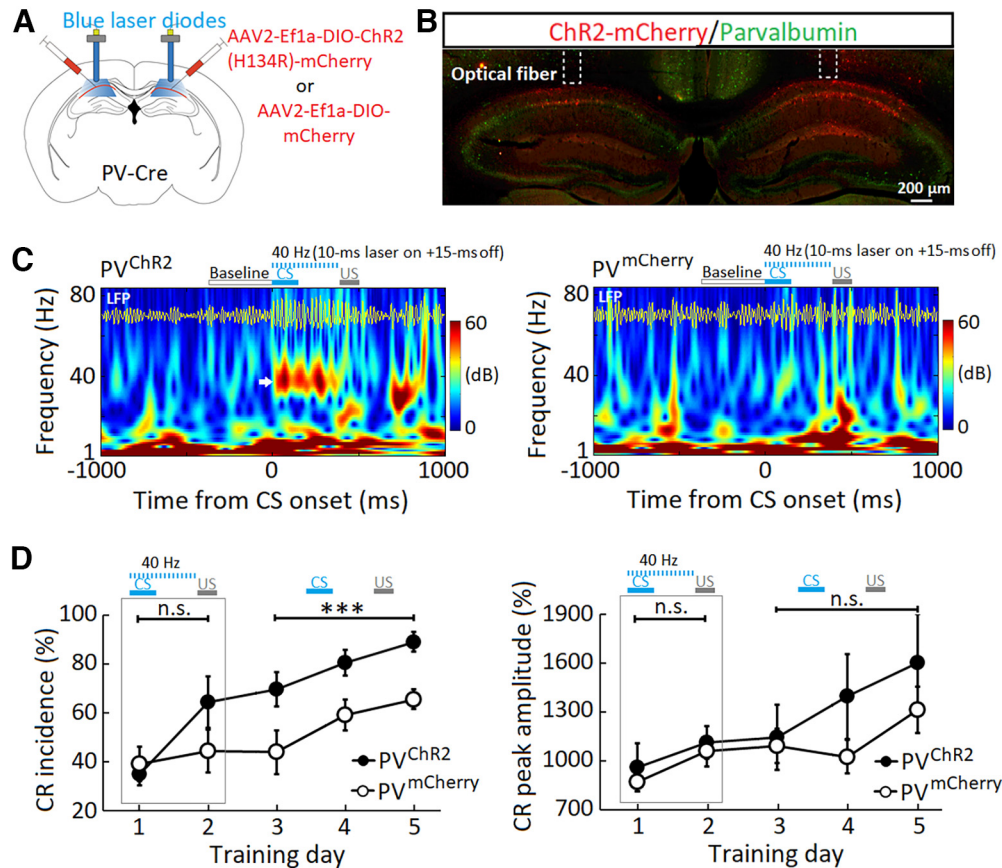 A
Blue laser diodes
AAV2-Ef1a-DIO-ChR2
(H134R)-mCherry
or
AAV2-Ef1a-DIO-
mCherry
PV-Cre
B
ChR2-mCherry/Parvalbumin
Optical fiber
200 μm
C
PVChR2
40 Hz (10-ms laser on +15-ms off)
Baseline
CS
US
LFP
80
40
1
Frequency (Hz)
60
(dB)
0
-1000
0
1000
Time from CS onset (ms)
PVmCherry
40 Hz (10-ms laser on +15-ms off)
Baseline
CS
US
LFP
80
40
1
Frequency (Hz)
60
(dB)
0
-1000
0
1000
Time from CS onset (ms)
D
40 Hz
CS
US
CS
US
n.s.
***
100
80
60
40
20
CR incidence (%)
PVChR2
PVmCherry
1 2 3 4 5
Training day
40 Hz
CS
US
CS
US
n.s.
n.s.
1900
1600
1300
1000
700
CR peak amplitude (%)
PVChR2
PVmCherry
1 2 3 4 5
Training day